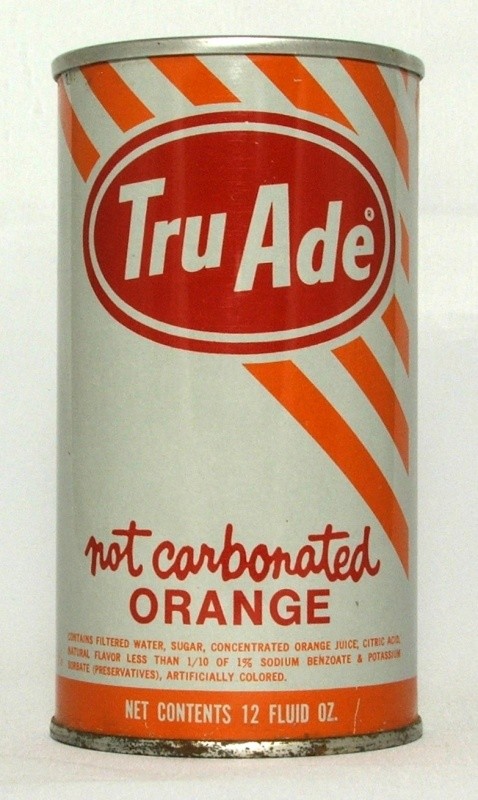 Tru Ade®
not carbonated
ORANGE
CONTAINS FILTERED WATER, SUGAR, CONCENTRATED ORANGE JUICE, CITRIC ACID,
NATURAL FLAVOR LESS THAN 1/10 OF 1% SODIUM BENZOATE & POTASSIUM
SORBATE (PRESERVATIVES), ARTIFICIALLY COLORED.
NET CONTENTS 12 FLUID OZ.